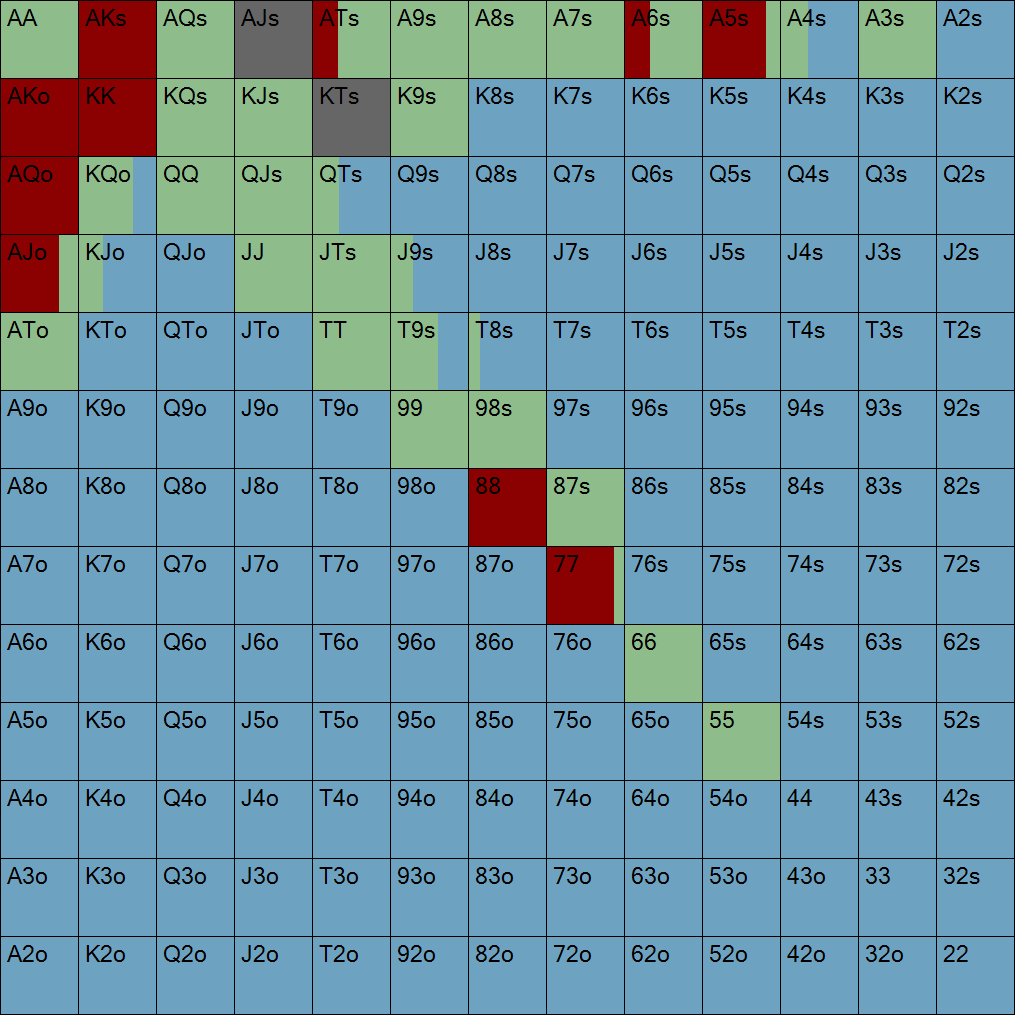 AA AKs AQs AJs ATs A9s A8s A7s A6s A5s A4s A3s A2s
AKo KK KQs KJs KTs K9s K8s K7s K6s K5s K4s K3s K2s
AQo KQo QQ QJs QTs Q9s Q8s Q7s Q6s Q5s Q4s Q3s Q2s
AJo KJo QJo JJ JTs J9s J8s J7s J6s J5s J4s J3s J2s
ATo KTo QTo JTo TT T9s T8s T7s T6s T5s T4s T3s T2s
A9o K9o Q9o J9o T9o 99 98s 97s 96s 95s 94s 93s 92s
A8o K8o Q8o J8o T8o 98o 88 87s 86s 85s 84s 83s 82s
A7o K7o Q7o J7o T7o 97o 87o 77 76s 75s 74s 73s 72s
A6o K6o Q6o J6o T6o 96o 86o 76o 66 65s 64s 63s 62s
A5o K5o Q5o J5o T5o 95o 85o 75o 65o 55 54s 53s 52s
A4o K4o Q4o J4o T4o 94o 84o 74o 64o 54o 44 43s 42s
A3o K3o Q3o J3o T3o 93o 83o 73o 63o 53o 43o 33 32s
A2o K2o Q2o J2o T2o 92o 82o 72o 62o 52o 42o 32o 22